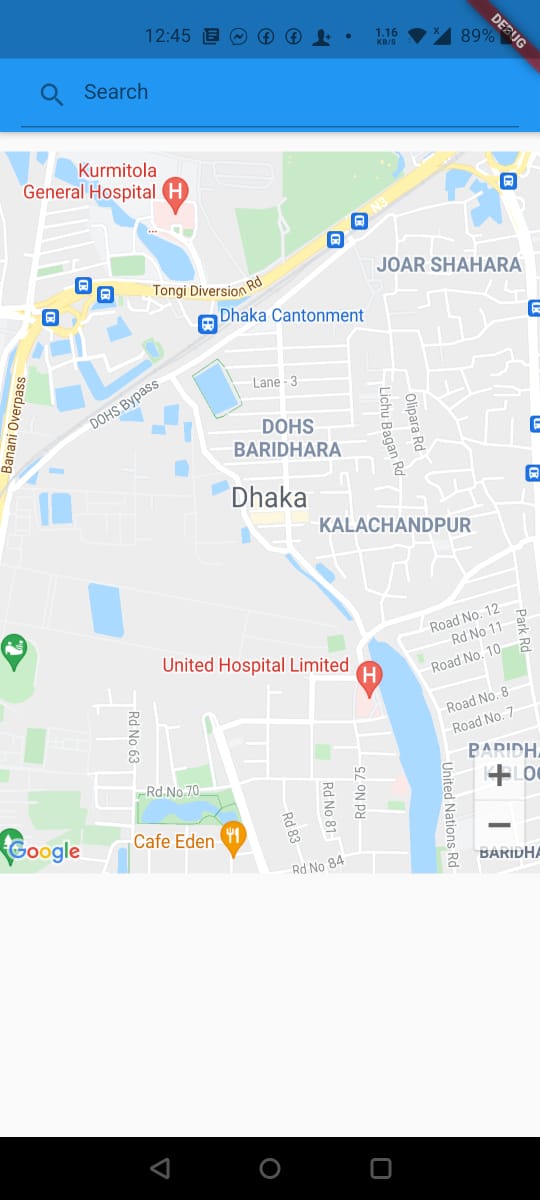 12:45
1.16
KB/S
89%
DEBUG
Search
Kurmitola
General Hospital
N3
JOAR SHAHARA
Tongi Diversion Rd
Dhaka Cantonment
Banani Overpass
DOHS Bypass
Lane - 3
Lichu Bagan Rd
Olipara Rd
DOHS
BARIDHARA
Dhaka
KALACHANDPUR
Road No. 12
Rd No 11
Road No. 10
Park Rd
United Hospital Limited
Road No. 8
Road No. 7
Rd No 63
Rd No.70
Rd No 75
Rd No 81
Rd 83
United Nations Rd
Cafe Eden
Rd No 84
Google